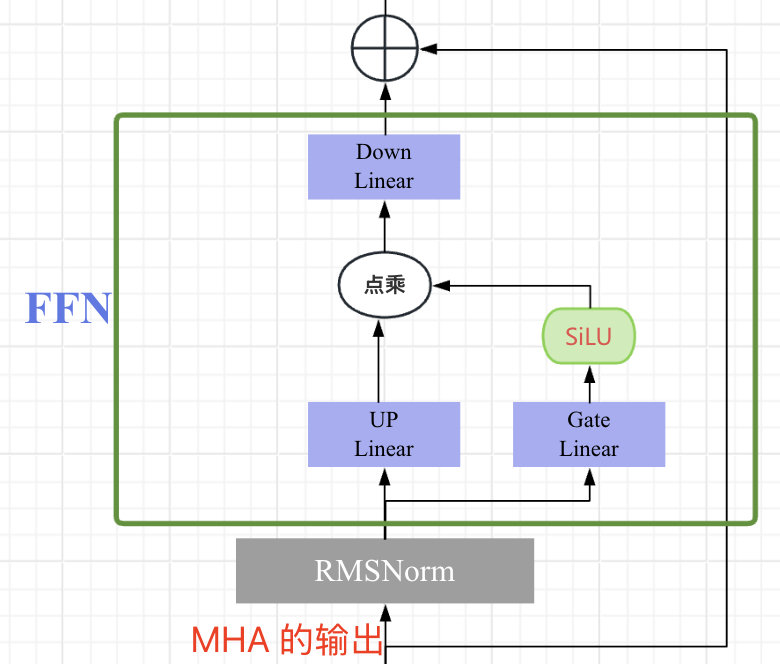 Down
Linear
点乘
FFN
SiLU
UP
Linear
Gate
Linear
RMSNorm
MHA 的输出